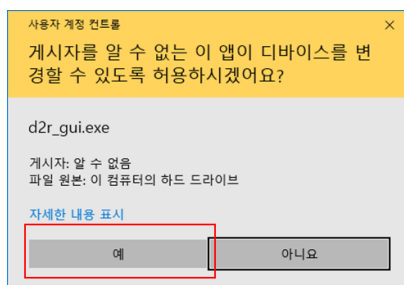 사용자 계정 컨트롤
게시자를 알 수 없는 이 앱이 디바이스를 변
경할 수 있도록 허용하시겠어요?
d2r_gui.exe
게시자: 알 수 없음
파일 원본: 이 컴퓨터의 하드 드라이브
자세한 내용 표시
예
아니요